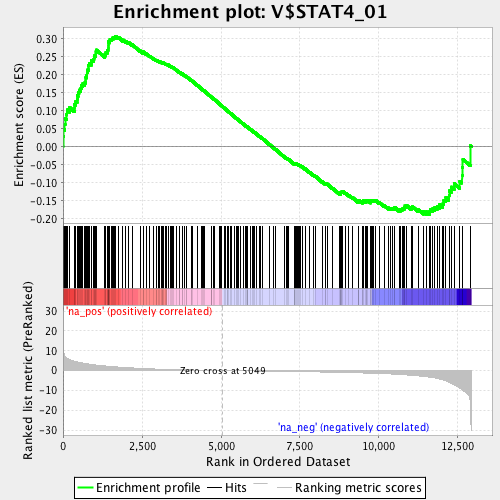 Enrichment plot: V$STAT4_01
Enrichment score (ES)
0.30
0.25
0.20
0.15
0.10
0.05
0.00
-0.05
-0.10
-0.15
-0.20
'na_pos' (positively correlated)
Ranked list metric (PreRanked)
30
20
10
0
-10
-20
-30
Zero cross at 5049
'na_neg' (negatively correlated)
0
2,500
5,000
7,500
10,000
12,500
Rank in Ordered Dataset
Enrichment profile
Hits
Ranking metric scores